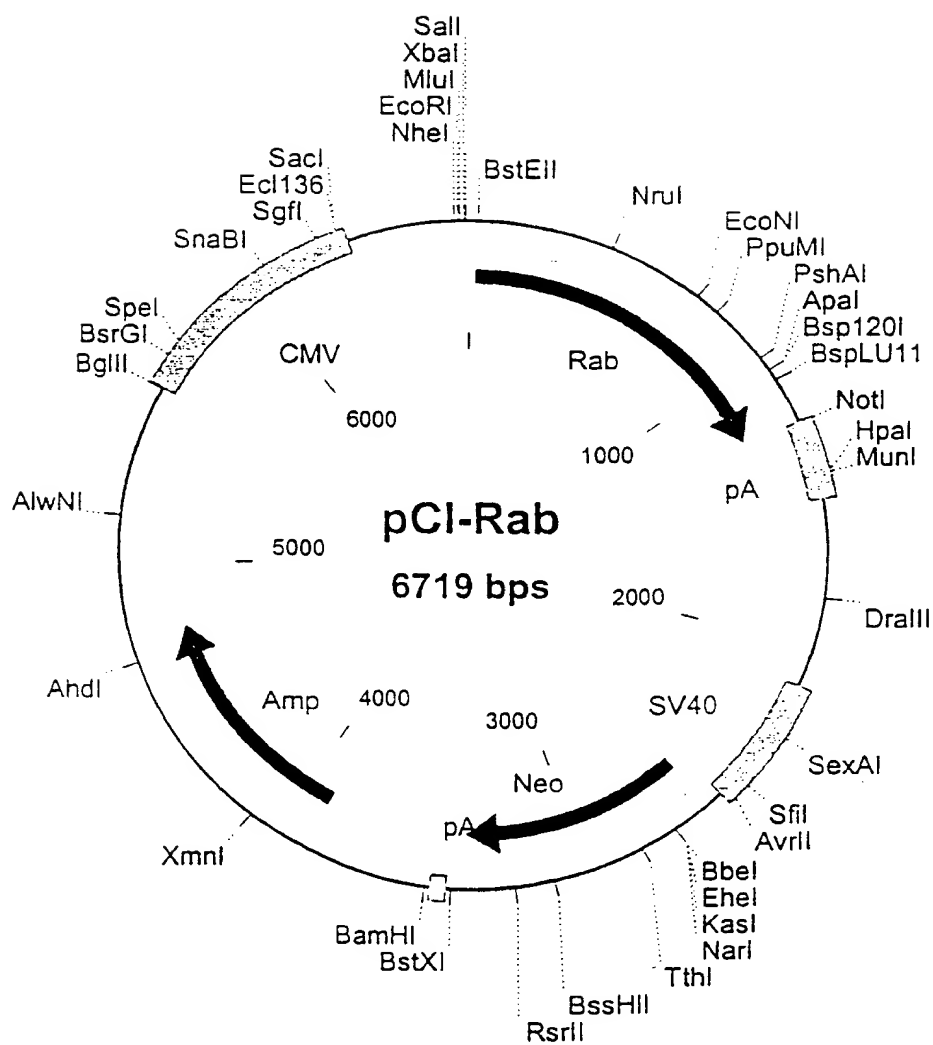 SalI
XbaI
MluI
EcoRI
NheI
BstEII
SacI
Ecl136
SgfI
SnaBI
SpeI
BsrGI
BglII
NruI
EcoNI
PpuMI
PshAI
ApaI
Bsp120I
BspLU11
NotI
HpaI
MunI
CMV
I
Rab
6000
1000
pA
AlwNI
pCI-Rab
6719 bps
5000
2000
DraIII
AhdI
Amp
4000
3000
SV40
Neo
pA
SexAI
SfiI
AvrII
XmnI
BbeI
EheI
KasI
NarI
BamHI
BstXI
TthI
BssHII
RsrII